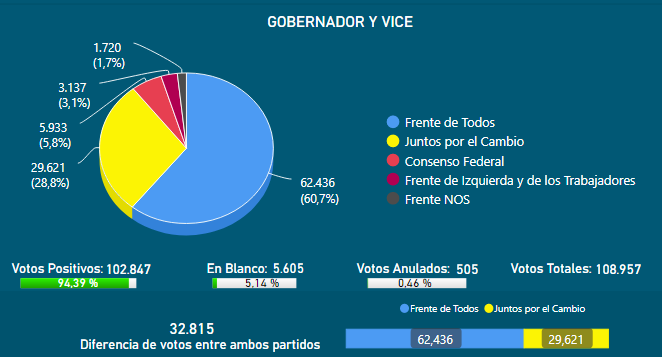 GOBERNADOR Y VICE
1.720
(1,7%)
3.137
(3,1%)
5.933
(5,8%)
29.621
(28,8%)
62.436
(60,7%)
Frente de Todos
Juntos por el Cambio
Consenso Federal
Frente de Izquierda y de los Trabajadores
Frente NOS
Votos Positivos: 102.847
94,39 %
En Blanco: 5.605
5,14 %
Votos Anulados: 505
0,46 %
Votos Totales: 108.957
Frente de Todos Juntos por el Cambio
32.815
Diferencia de votos entre ambos partidos
62,436 29,621